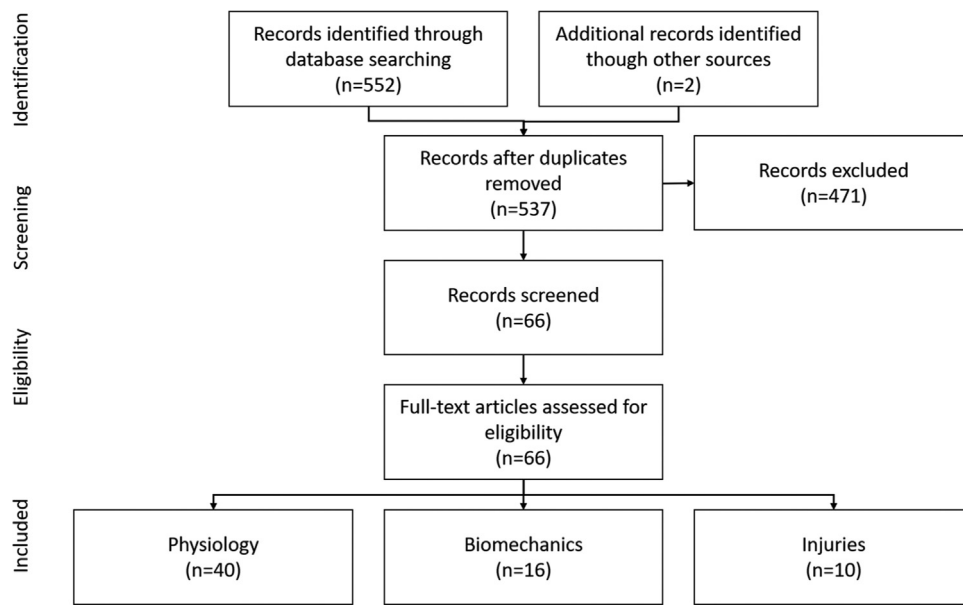 Identification
Records identified through
database searching
(n=552)
Additional records identified
though other sources
(n=2)
Screening
Records after duplicates
removed
(n=537)
Records excluded
(n=471)
Records screened
(n=66)
Eligibility
Full-text articles assessed for
eligibility
(n=66)
Included
Physiology
(n=40)
Biomechanics
(n=16)
Injuries
(n=10)